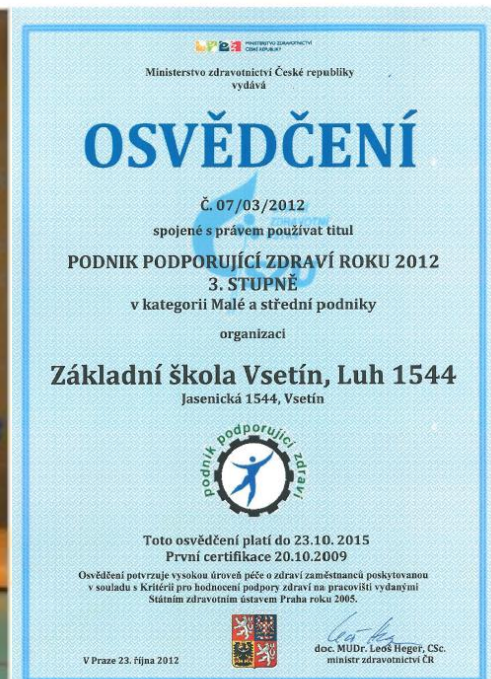 MINISTERSTVO ZDRAVOTNICTVÍ
ČESKÉ REPUBLIKY
Ministerstvo zdravotnictví České republiky
vydává
OSVĚDČENÍ
Č. 07/03/2012
spojené s právem používat titul
PODNIK PODPORUJÍCÍ ZDRAVÍ ROKU 2012
3. STUPNĚ
v kategorii Malé a střední podniky
organizaci
Základní škola Vsetín, Luh 1544
Jasenická 1544, Vsetín
podnik podporující zdraví
Toto osvědčení platí do 23.10. 2015
První certifikace 20.10.2009
Osvědčení potvrzuje vysokou úroveň péče o zdraví zaměstnanců poskytovanou
v souladu s Kritérii pro hodnocení podpory zdraví na pracovišti vydanými
Státním zdravotním ústavem Praha roku 2005.
doc. MUDr. Leoš Heger, CSc.
V Praze 23. října 2012
ministr zdravotnictví ČR